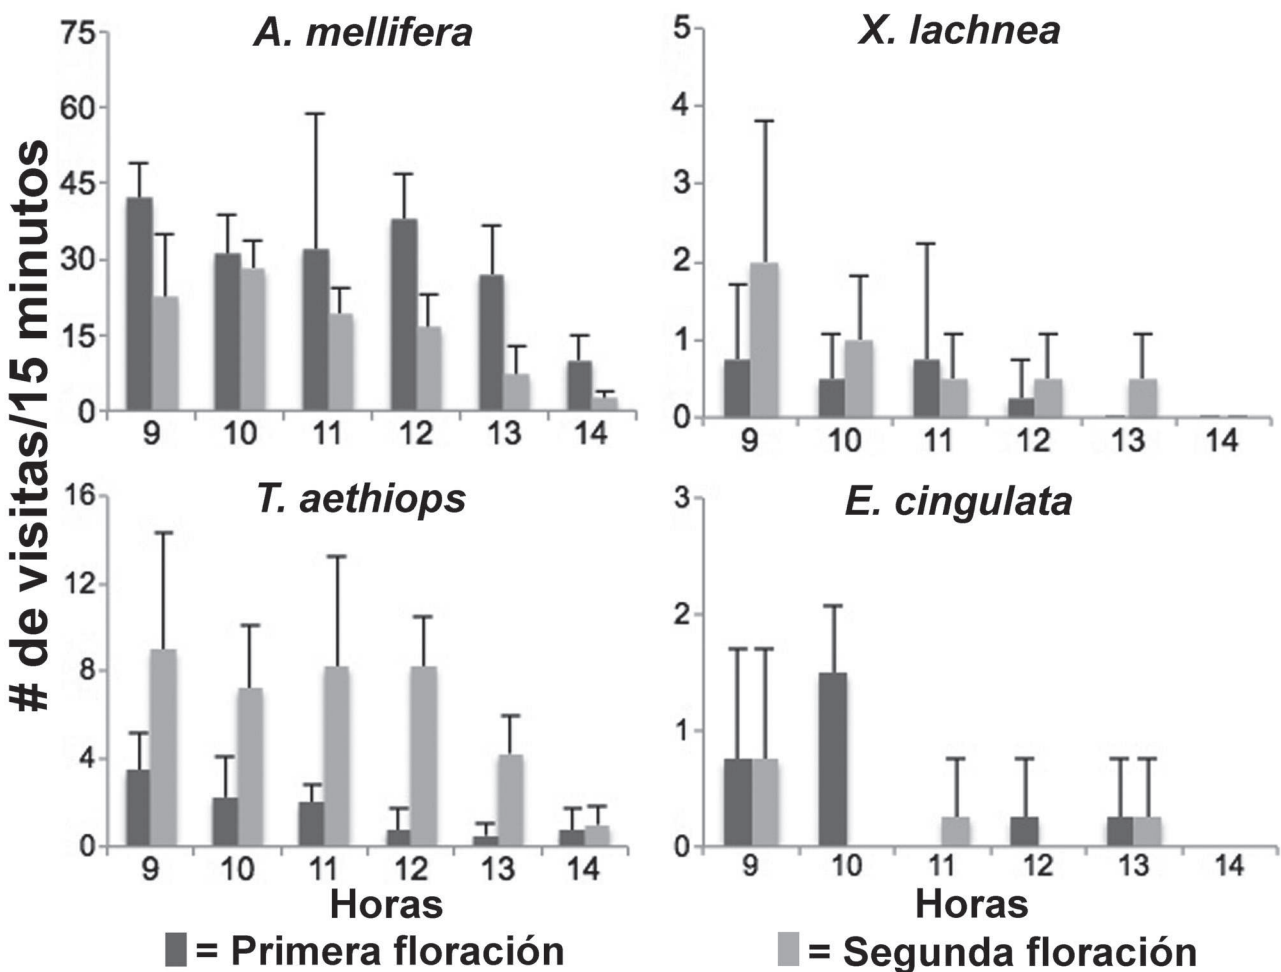 # de visitas/15 minutos
A. mellifera
75
60
45
30
15
0
9 10 11 12 13 14
X. lachnea
5
4
3
2
1
0
9 10 11 12 13 14
T. aethiops
16
12
8
4
0
9 10 11 12 13 14
Horas
E. cingulata
3
2
1
0
9 10 11 12 13 14
Horas
= Primera floración
= Segunda floración